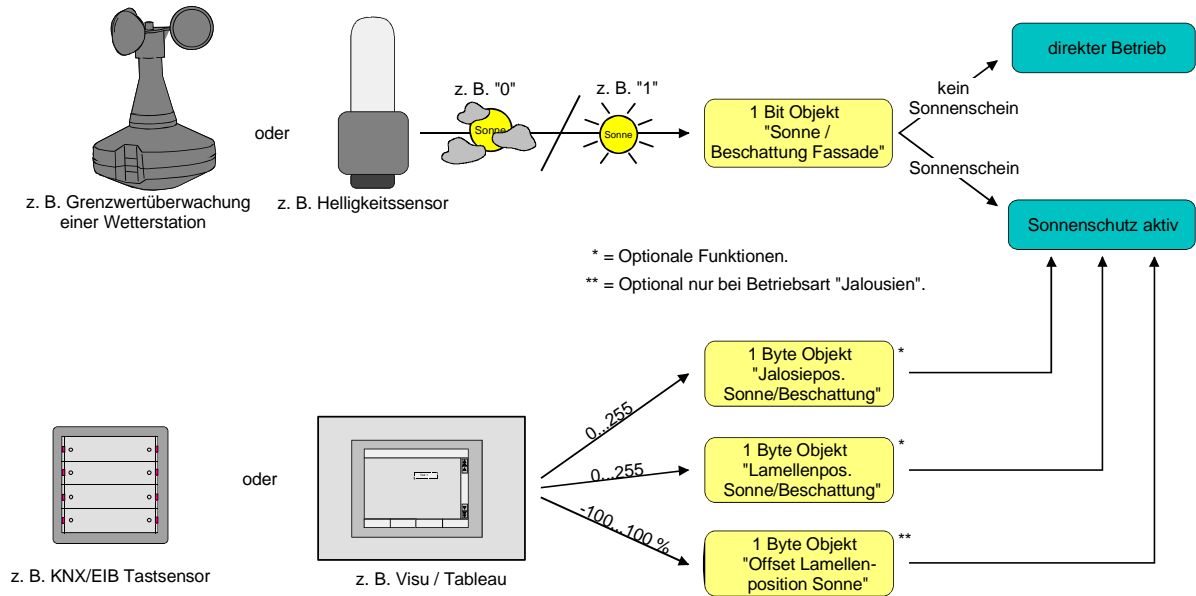 direkter Betrieb
z. B. "0"
z. B. "1"
kein
Sonnenschein
Sonne
Sonne
1 Bit Objekt
"Sonne /
Beschattung Fassade"
oder
Sonnenschein
z. B. Grenzwertüberwachung
einer Wetterstation
z. B. Helligkeitssensor
Sonnenschutz aktiv
* = Optionale Funktionen.
** = Optional nur bei Betriebsart "Jalousien".
1 Byte Objekt
"Jalosiepos.
Sonne/Beschattung"
*
0...255
1 Byte Objekt
"Lamellenpos.
Sonne/Beschattung"
*
0...255
oder
-100...100 %
1 Byte Objekt
"Offset Lamellen-
position Sonne"
**
z. B. KNX/EIB Tastsensor
z. B. Visu / Tableau